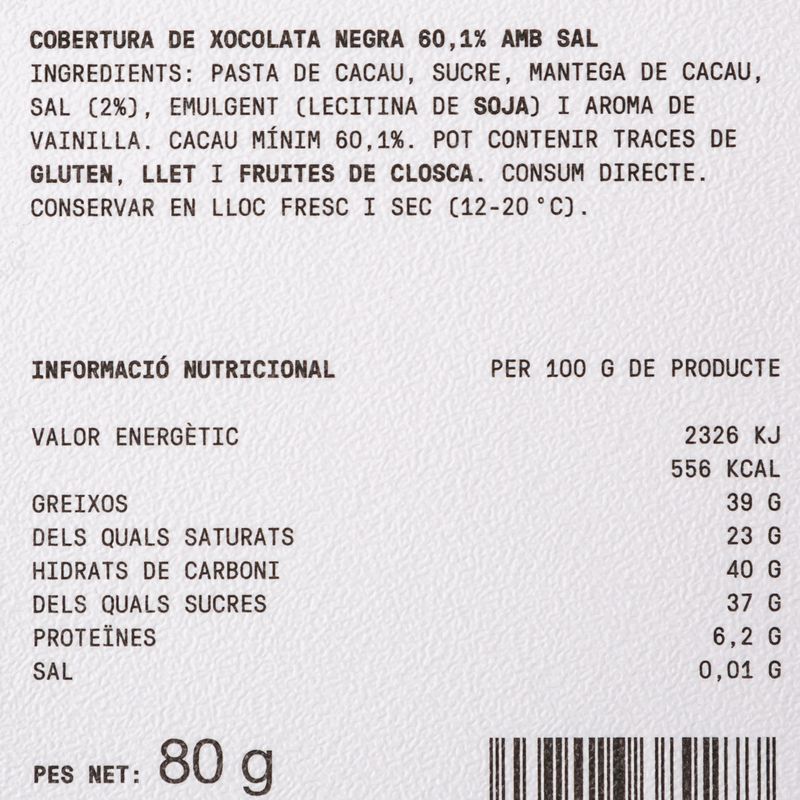 COBERTURA DE XOCOLATA NEGRA 60,1% AMB SAL
INGREDIENTS: PASTA DE CACAU, SUCRE, MANTEGA DE CACAU,
SAL (2%), EMULGENT (LECITINA DE SOJA) I AROMA DE
VAINILLA. CACAU MÍNIM 60,1%. POT CONTENIR TRACES DE
GLUTEN, LLET I FRUITES DE CLOSCA. CONSUM DIRECTE.
CONSERVAR EN LLOC FRESC I SEC (12-20°C).
INFORMACIÓ NUTRICIONAL PER 100 G DE PRODUCTE
VALOR ENERGÈTIC 2326 KJ
556 KCAL
GREIXOS 39 G
DELS QUALS SATURATS 23 G
HIDRATS DE CARBONI 40 G
DELS QUALS SUCRES 37 G
PROTEÏNES 6,2 G
SAL 0,01 G
PES NET: 80 g